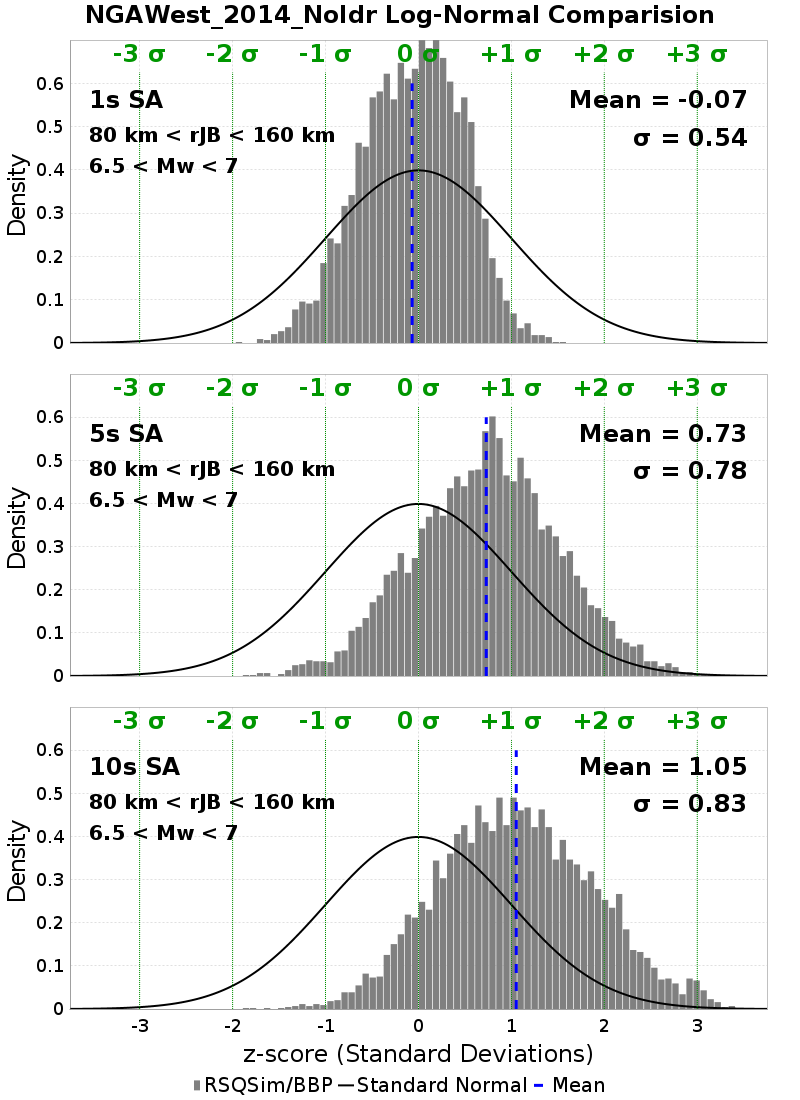 NGAWest_2014_NoIdr Log-Normal Comparision
-3 σ -2 σ -1 σ 0 σ +1 σ +2 σ +3 σ
0.6
1s SA Mean = -0.07
0.5
80 km < rJB < 160 km σ = 0.54
6.5 < Mw < 7
0.4
0.3
0.2
0.1
0
Density
-3 σ -2 σ -1 σ 0 σ +1 σ +2 σ +3 σ
0.6
5s SA Mean = 0.73
0.5
80 km < rJB < 160 km σ = 0.78
6.5 < Mw < 7
0.4
0.3
0.2
0.1
0
Density
-3 σ -2 σ -1 σ 0 σ +1 σ +2 σ +3 σ
0.6
10s SA Mean = 1.05
0.5
80 km < rJB < 160 km σ = 0.83
6.5 < Mw < 7
0.4
0.3
0.2
0.1
0
Density
-3 -2 -1 0 1 2 3
z-score (Standard Deviations)
RSQSim/BBP Standard Normal Mean